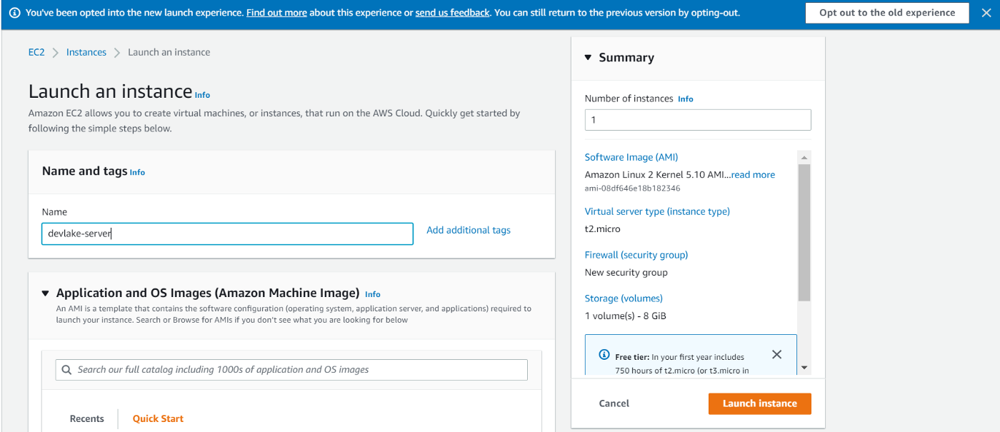 You've been opted into the new launch experience. Find out more about this experience or send us feedback. You can still return to the previous version by opting-out.
Opt out to the old experience
EC2 > Instances > Launch an instance
Launch an instance Info
Amazon EC2 allows you to create virtual machines, or instances, that run on the AWS Cloud. Quickly get started by
following the simple steps below.
Name and tags Info
Name
devlake-server
Add additional tags
Application and OS Images (Amazon Machine Image) Info
An AMI is a template that contains the software configuration (operating system, application server, and applications) required to
launch your instance. Search or Browse for AMIs if you don't see what you are looking for below
Search our full catalog including 1000s of application and OS images
Recents
Quick Start
Summary
Number of instances Info
1
Software Image (AMI)
Amazon Linux 2 Kernel 5.10 AMI...read more
ami-08df646e18b182346
Virtual server type (instance type)
t2.micro
Firewall (security group)
New security group
Storage (volumes)
1 volume(s) - 8 GiB
Free tier: In your first year includes
750 hours of t2.micro (or t3.micro in
Cancel
Launch instance